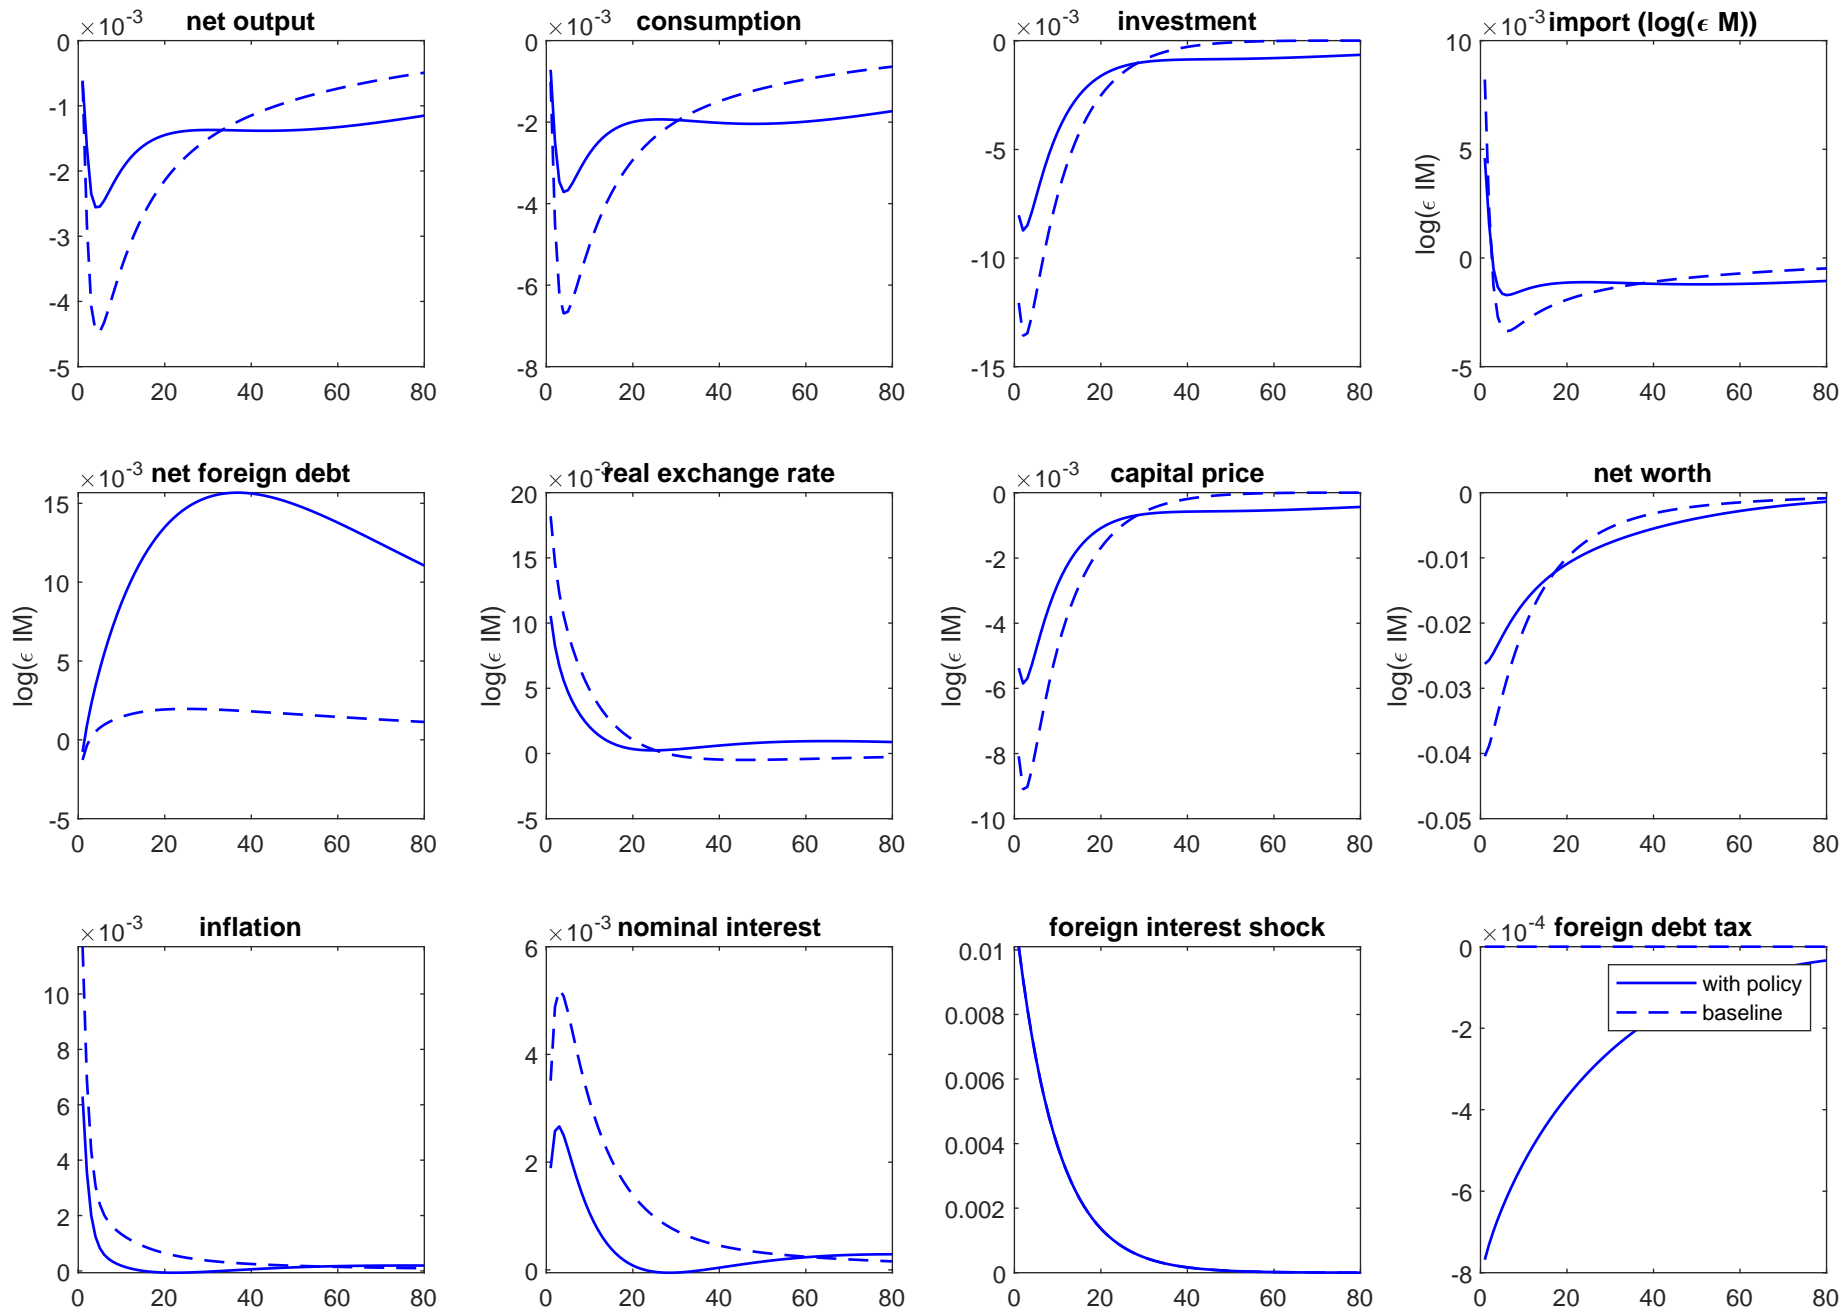 ×10-3 net output
0
-1
-2
-3
-4
-5
0 20 40 60 80
×10-3 consumption
0
-2
-4
-6
-8
0 20 40 60 80
×10-3 investment
0
-5
-10
-15
0 20 40 60 80
×10-3 import (log(ϵ M))
10
5
0
-5
log(ϵ IM)
0 20 40 60 80
×10-3 net foreign debt
15
10
5
0
-5
log(ϵ IM)
0 20 40 60 80
×10-3 real exchange rate
20
15
10
5
0
-5
log(ϵ IM)
0 20 40 60 80
×10-3 capital price
0
-2
-4
-6
-8
-10
log(ϵ IM)
0 20 40 60 80
net worth
0
-0.01
-0.02
-0.03
-0.04
-0.05
log(ϵ IM)
0 20 40 60 80
×10-3 inflation
10
8
6
4
2
0
0 20 40 60 80
×10-3 nominal interest
6
4
2
0
0 20 40 60 80
foreign interest shock
0.01
0.008
0.006
0.004
0.002
0
0 20 40 60 80
×10-4 foreign debt tax
0
-2
-4
-6
-8
with policy
baseline
0 20 40 60 80